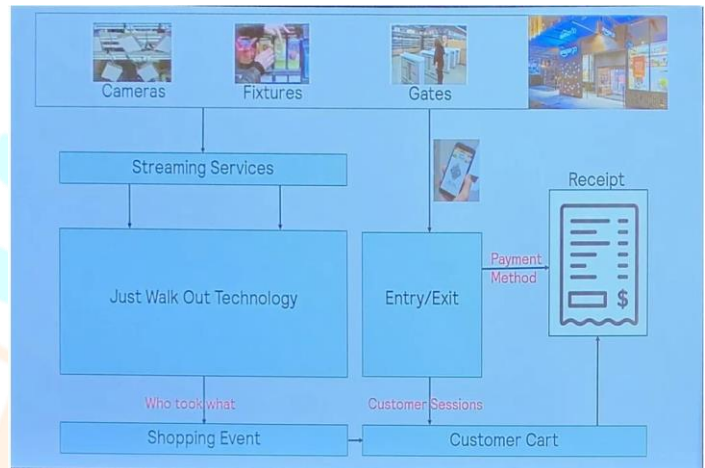 Cameras
Fixtures
Gates
Streaming Services
Receipt
Just Walk Out Technology
Entry/Exit
Payment
Method
$
Who took what
Customer Sessions
Shopping Event
Customer Cart